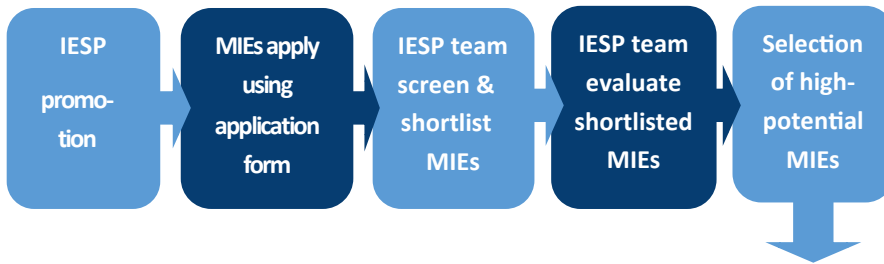 IESP
promo-
tion
MIEs apply
using
application
form
IESP team
screen &
shortlist
MIEs
IESP team
evaluate
shortlisted
MIEs
Selection
of high-
potential
MIEs